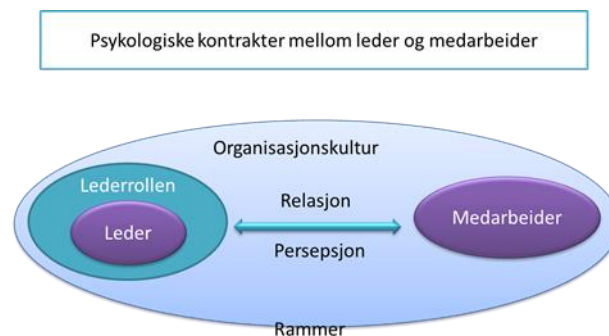 Psykologiske kontrakter mellom leder og medarbeider
Organisasjonskultur
Lederrollen
Leder
Relasjon
Persepsjon
Medarbeider
Rammer